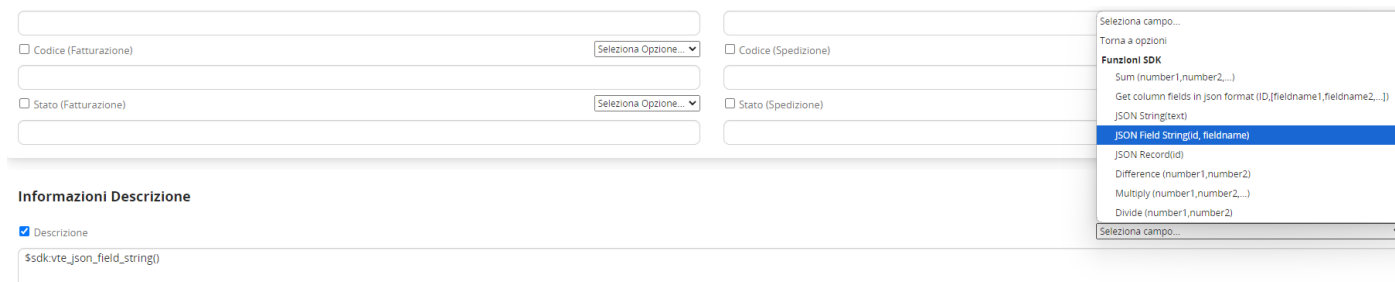 Codice (Fatturazione)
Seleziona Opzione...
Codice (Spedizione)
Stato (Fatturazione)
Seleziona Opzione...
Stato (Spedizione)
Seleziona campo...
Torna a opzioni
Funzioni SDK
Sum (number1,number2,...)
Get column fields in json format (ID,[fieldname1,fieldname2,...])
JSON String(text)
JSON Field String(id, fieldname)
JSON Record(id)
Difference (number1,number2)
Multiply (number1,number2,...)
Divide (number1,number2)
Informazioni Descrizione
Descrizione
Seleziona campo...
$sdk:vte_json_field_string()